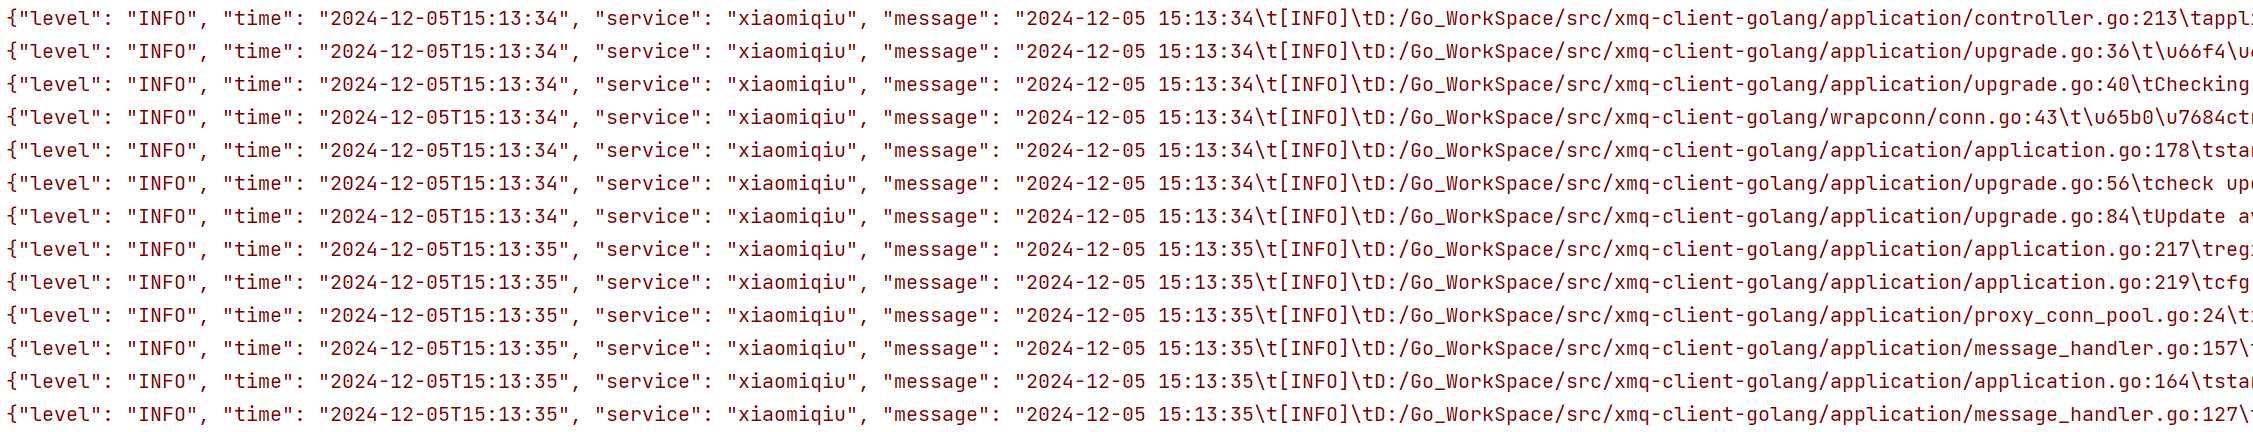 {"level": "INFO", "time": "2024-12-05T15:13:34", "service": "xiaomiqiu", "message": "2024-12-05 15:13:34\t[INFO]\tD:/Go_WorkSpace/src/xmq-client-golang/application/controller.go:213\tappl
{"level": "INFO", "time": "2024-12-05T15:13:34", "service": "xiaomiqiu", "message": "2024-12-05 15:13:34\t[INFO]\tD:/Go_WorkSpace/src/xmq-client-golang/application/upgrade.go:36\t\u66f4\u
{"level": "INFO", "time": "2024-12-05T15:13:34", "service": "xiaomiqiu", "message": "2024-12-05 15:13:34\t[INFO]\tD:/Go_WorkSpace/src/xmq-client-golang/application/upgrade.go:40\tChecking
{"level": "INFO", "time": "2024-12-05T15:13:34", "service": "xiaomiqiu", "message": "2024-12-05 15:13:34\t[INFO]\tD:/Go_WorkSpace/src/xmq-client-golang/wrapconn/conn.go:43\t\u65b0\u7684ct
{"level": "INFO", "time": "2024-12-05T15:13:34", "service": "xiaomiqiu", "message": "2024-12-05 15:13:34\t[INFO]\tD:/Go_WorkSpace/src/xmq-client-golang/application/application.go:178\tsta
{"level": "INFO", "time": "2024-12-05T15:13:34", "service": "xiaomiqiu", "message": "2024-12-05 15:13:34\t[INFO]\tD:/Go_WorkSpace/src/xmq-client-golang/application/upgrade.go:56\tcheck up
{"level": "INFO", "time": "2024-12-05T15:13:34", "service": "xiaomiqiu", "message": "2024-12-05 15:13:34\t[INFO]\tD:/Go_WorkSpace/src/xmq-client-golang/application/upgrade.go:84\tUpdate a
{"level": "INFO", "time": "2024-12-05T15:13:35", "service": "xiaomiqiu", "message": "2024-12-05 15:13:35\t[INFO]\tD:/Go_WorkSpace/src/xmq-client-golang/application/application.go:217\treg
{"level": "INFO", "time": "2024-12-05T15:13:35", "service": "xiaomiqiu", "message": "2024-12-05 15:13:35\t[INFO]\tD:/Go_WorkSpace/src/xmq-client-golang/application/application.go:219\tcfg
{"level": "INFO", "time": "2024-12-05T15:13:35", "service": "xiaomiqiu", "message": "2024-12-05 15:13:35\t[INFO]\tD:/Go_WorkSpace/src/xmq-client-golang/application/proxy_conn_pool.go:24\t
{"level": "INFO", "time": "2024-12-05T15:13:35", "service": "xiaomiqiu", "message": "2024-12-05 15:13:35\t[INFO]\tD:/Go_WorkSpace/src/xmq-client-golang/application/message_handler.go:157\
{"level": "INFO", "time": "2024-12-05T15:13:35", "service": "xiaomiqiu", "message": "2024-12-05 15:13:35\t[INFO]\tD:/Go_WorkSpace/src/xmq-client-golang/application/application.go:164\tsta
{"level": "INFO", "time": "2024-12-05T15:13:35", "service": "xiaomiqiu", "message": "2024-12-05 15:13:35\t[INFO]\tD:/Go_WorkSpace/src/xmq-client-golang/application/message_handler.go:127\